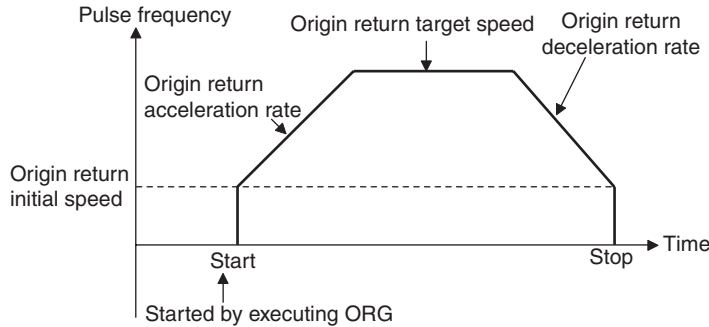 Pulse frequency
Origin return target speed
Origin return
deceleration rate
Origin return
acceleration rate
Origin return
initial speed
Time
Start
Stop
Started by executing ORG